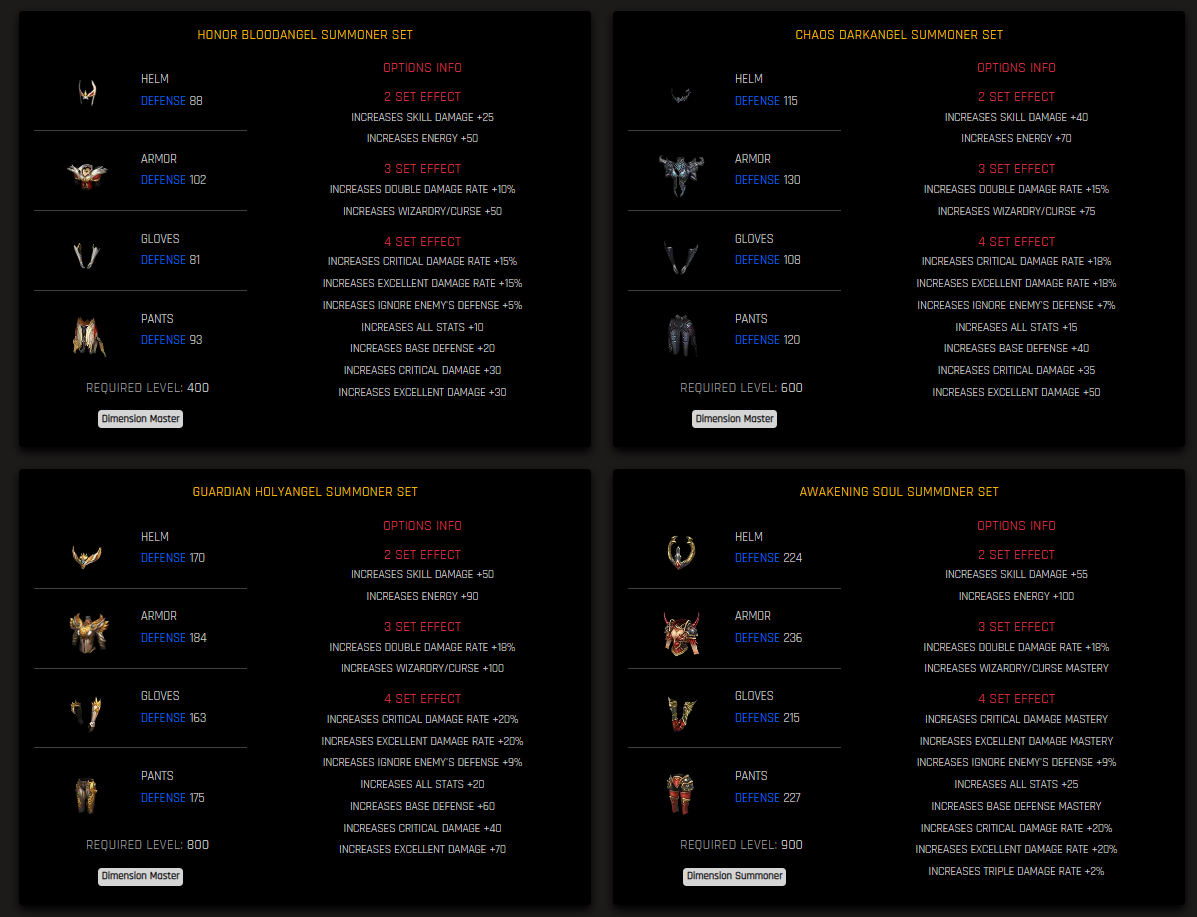 HONOR BLOODANGEL SUMMONER SET
HELM
DEFENSE 88
ARMOR
DEFENSE 102
GLOVES
DEFENSE 81
PANTS
DEFENSE 93
REQUIRED LEVEL: 400
Dimension Master
OPTIONS INFO
2 SET EFFECT
INCREASES SKILL DAMAGE +25
INCREASES ENERGY +50
3 SET EFFECT
INCREASES DOUBLE DAMAGE RATE +10%
INCREASES WIZARDRY/CURSE +50
4 SET EFFECT
INCREASES CRITICAL DAMAGE RATE +15%
INCREASES EXCELLENT DAMAGE RATE +15%
INCREASES IGNORE ENEMY'S DEFENSE +5%
INCREASES ALL STATS +10
INCREASES BASE DEFENSE +20
INCREASES CRITICAL DAMAGE +30
INCREASES EXCELLENT DAMAGE +30
CHAOS DARKANGEL SUMMONER SET
HELM
DEFENSE 115
ARMOR
DEFENSE 130
GLOVES
DEFENSE 108
PANTS
DEFENSE 120
REQUIRED LEVEL: 600
Dimension Master
OPTIONS INFO
2 SET EFFECT
INCREASES SKILL DAMAGE +40
INCREASES ENERGY +70
3 SET EFFECT
INCREASES DOUBLE DAMAGE RATE +15%
INCREASES WIZARDRY/CURSE +75
4 SET EFFECT
INCREASES CRITICAL DAMAGE RATE +18%
INCREASES EXCELLENT DAMAGE RATE +18%
INCREASES IGNORE ENEMY'S DEFENSE +7%
INCREASES ALL STATS +15
INCREASES BASE DEFENSE +40
INCREASES CRITICAL DAMAGE +35
INCREASES EXCELLENT DAMAGE +50
GUARDIAN HOLYANGEL SUMMONER SET
HELM
DEFENSE 170
ARMOR
DEFENSE 184
GLOVES
DEFENSE 163
PANTS
DEFENSE 175
REQUIRED LEVEL: 800
Dimension Master
OPTIONS INFO
2 SET EFFECT
INCREASES SKILL DAMAGE +50
INCREASES ENERGY +90
3 SET EFFECT
INCREASES DOUBLE DAMAGE RATE +18%
INCREASES WIZARDRY/CURSE +100
4 SET EFFECT
INCREASES CRITICAL DAMAGE RATE +20%
INCREASES EXCELLENT DAMAGE RATE +20%
INCREASES IGNORE ENEMY'S DEFENSE +9%
INCREASES ALL STATS +20
INCREASES BASE DEFENSE +60
INCREASES CRITICAL DAMAGE +40
INCREASES EXCELLENT DAMAGE +70
AWAKENING SOUL SUMMONER SET
HELM
DEFENSE 224
ARMOR
DEFENSE 236
GLOVES
DEFENSE 215
PANTS
DEFENSE 227
REQUIRED LEVEL: 900
Dimension Summoner
OPTIONS INFO
2 SET EFFECT
INCREASES SKILL DAMAGE +55
INCREASES ENERGY +100
3 SET EFFECT
INCREASES DOUBLE DAMAGE RATE +18%
INCREASES WIZARDRY/CURSE MASTERY
4 SET EFFECT
INCREASES CRITICAL DAMAGE MASTERY
INCREASES EXCELLENT DAMAGE MASTERY
INCREASES IGNORE ENEMY'S DEFENSE +9%
INCREASES ALL STATS +25
INCREASES BASE DEFENSE MASTERY
INCREASES CRITICAL DAMAGE RATE +20%
INCREASES EXCELLENT DAMAGE RATE +20%
INCREASES TRIPLE DAMAGE RATE +2%